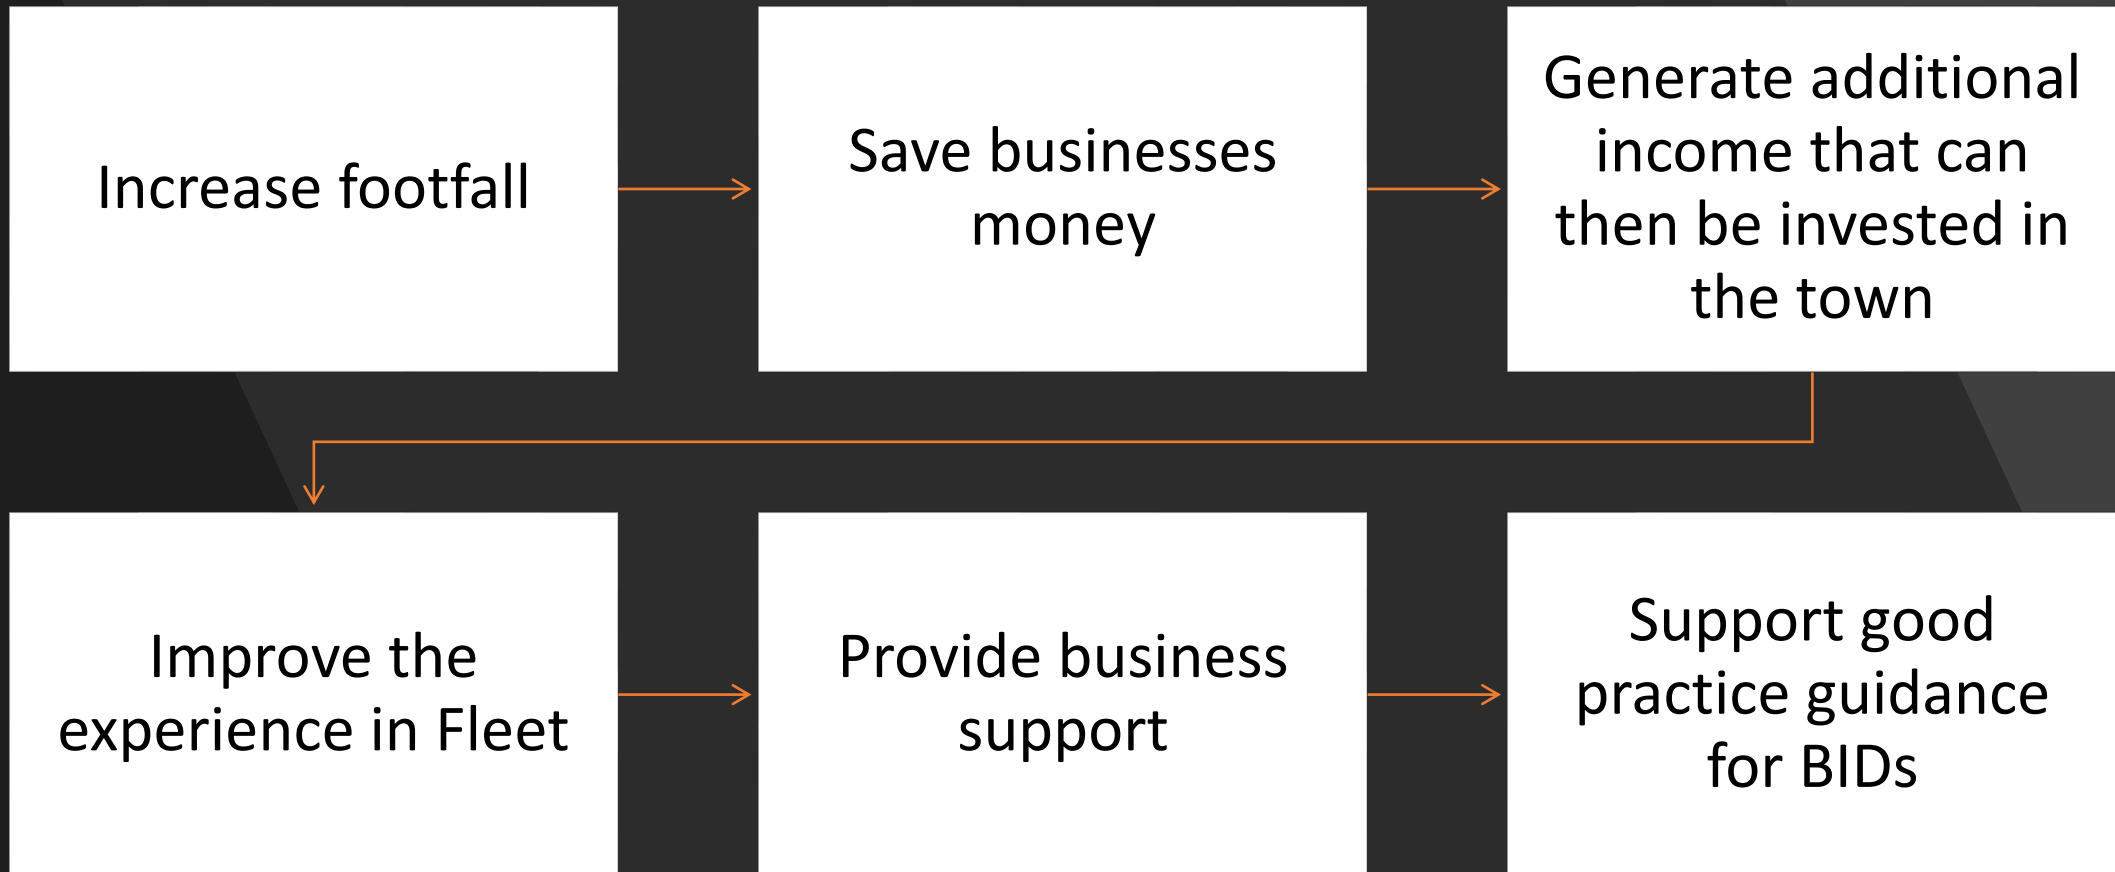 Increase footfall
Save businesses
money
Generate additional
income that can
then be invested in
the town
Improve the
experience in Fleet
Provide business
support
Support good
practice guidance
for BIDs